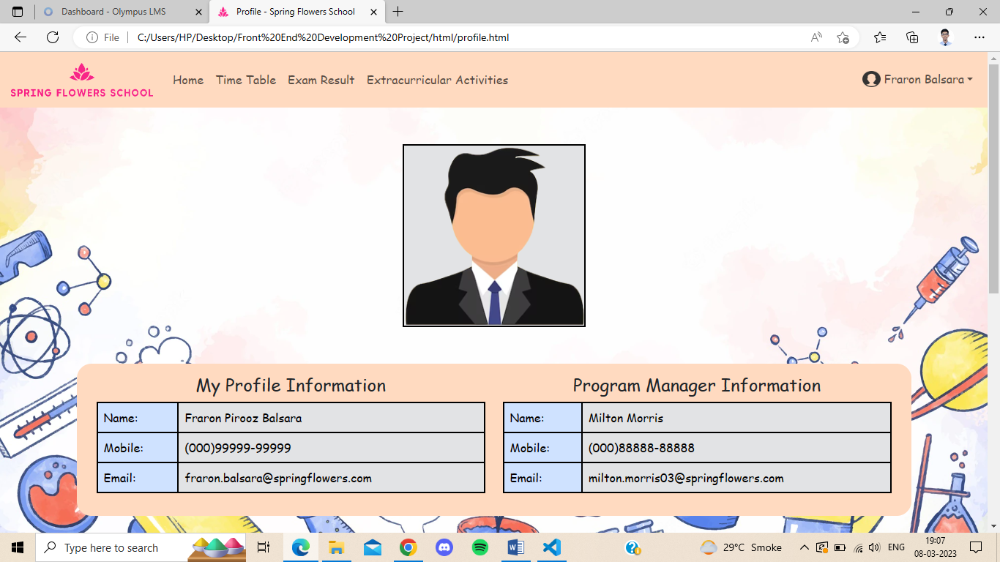 Dashboard - Olympus LMS
Profile - Spring Flowers School
File
C:/Users/HP/Desktop/Front%20End%20Development%20Project/html/profile.html
SPRING FLOWERS SCHOOL
Home
Time Table
Exam Result
Extracurricular Activities
Fraron Balsara
My Profile Information
Name: Fraron Pirooz Balsara
Mobile: (000)99999-99999
Email: fraron.balsara@springflowers.com
Program Manager Information
Name: Milton Morris
Mobile: (000)88888-88888
Email: milton.morris03@springflowers.com
Type here to search
29°C Smoke
ENG
19:07
08-03-2023